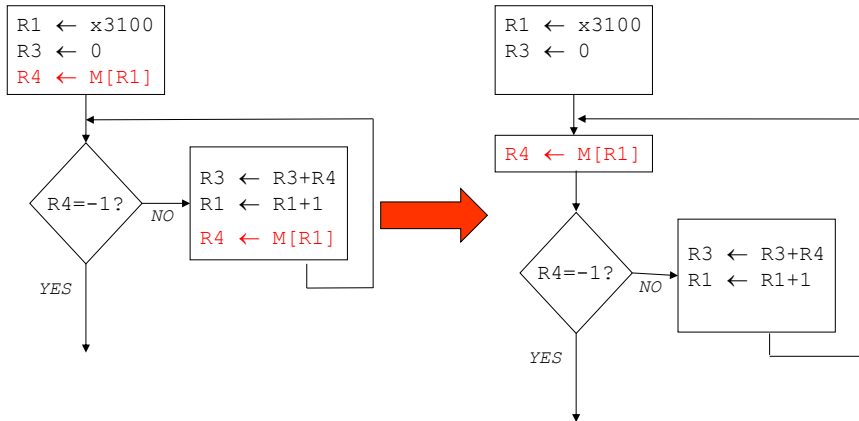 R1 ← x3100
R3 ← 0
R4 ← M[R1]
R4=-1?
NO
R3 ← R3+R4
R1 ← R1+1
R4 ← M[R1]
YES
R1 ← x3100
R3 ← 0
R4 ← M[R1]
R4=-1?
NO
R3 ← R3+R4
R1 ← R1+1
YES